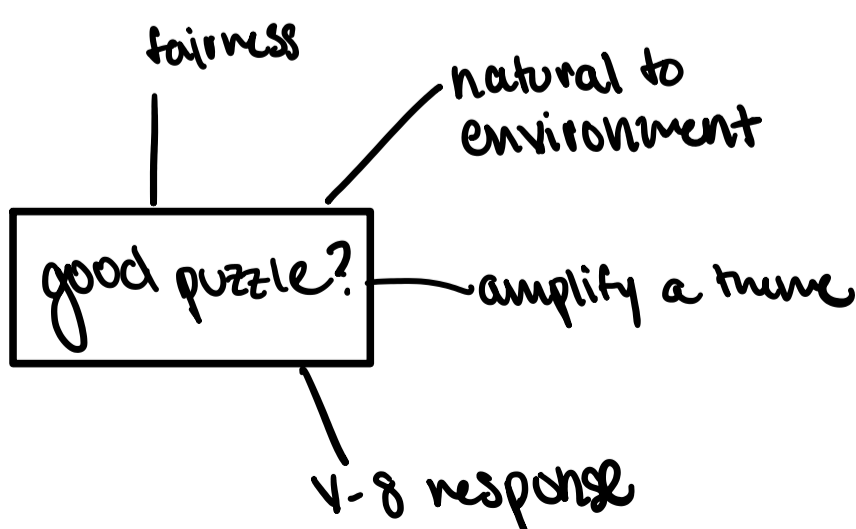 fairness
natural to
environment
good puzzle?
amplify a theme
V-8 response